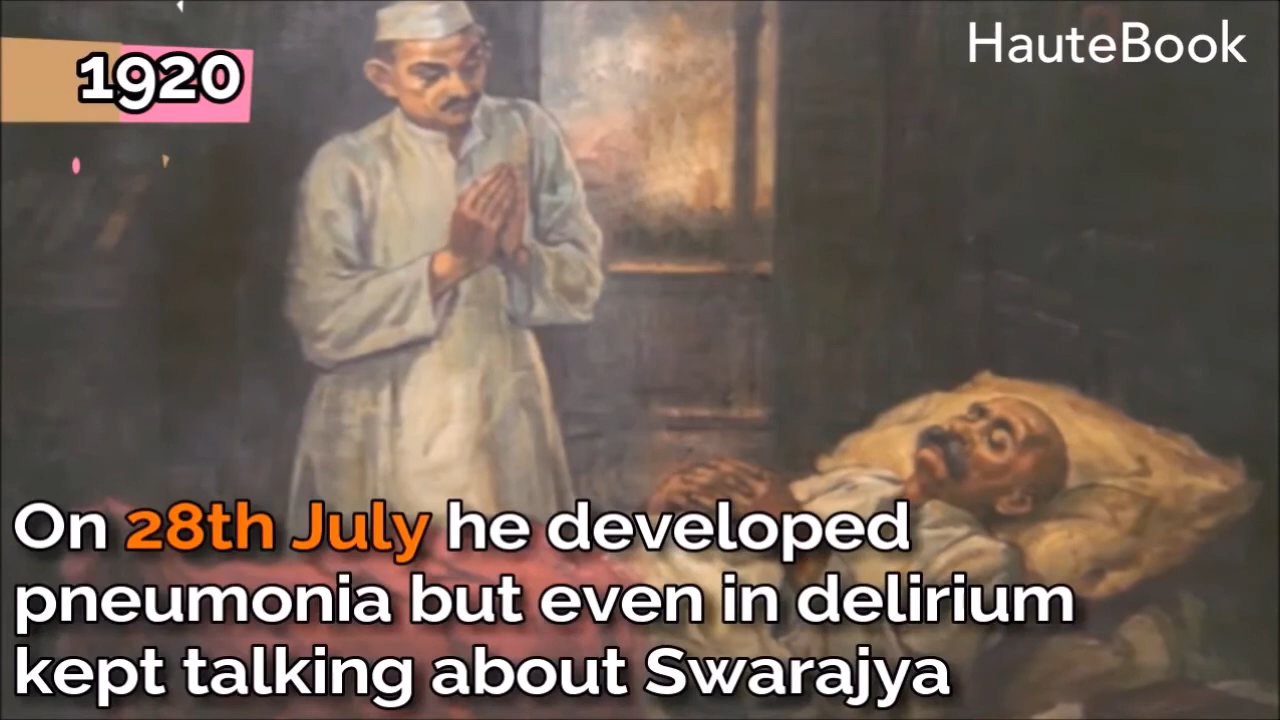 1920
HauteBook
On 28th July he developed
pneumonia but even in delirium
kept talking about Swarajya